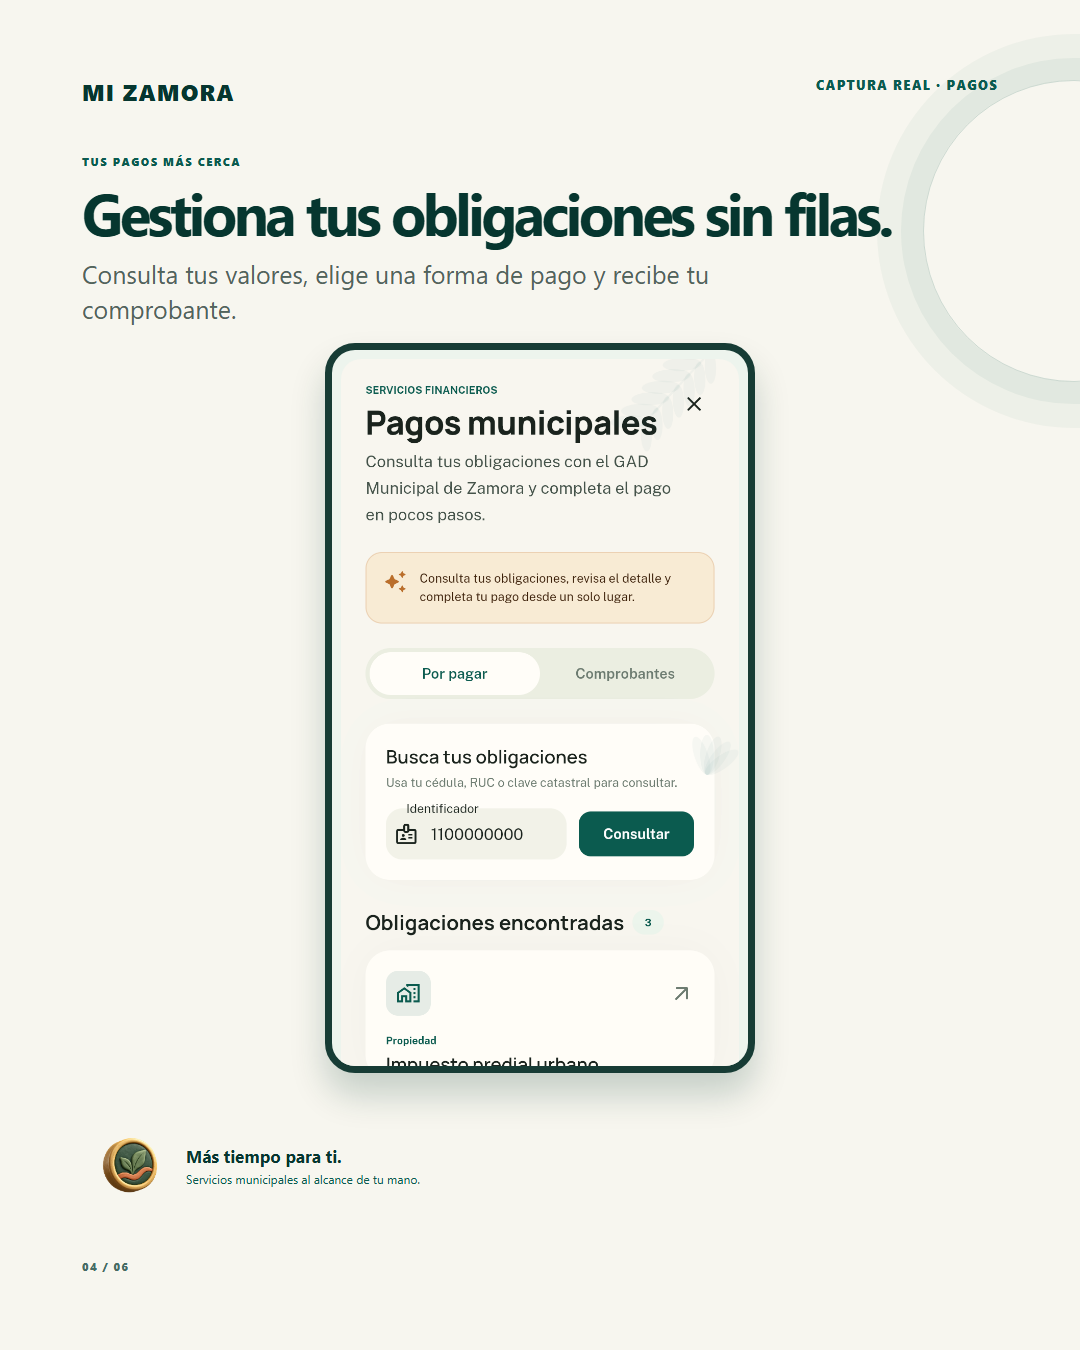 MI ZAMORA
CAPTURA REAL · PAGOS
TUS PAGOS MÁS CERCA
Gestiona tus obligaciones sin filas.
Consulta tus valores, elige una forma de pago y recibe tu
comprobante.
SERVICIOS FINANCIEROS
Pagos municipales
Consulta tus obligaciones con el GAD
Municipal de Zamora y completa el pago
en pocos pasos.
Consulta tus obligaciones, revisa el detalle y
completa tu pago desde un solo lugar.
Por pagar
Comprobantes
Busca tus obligaciones
Usa tu cédula, RUC o clave catastral para consultar.
Identificador
1100000000
Consultar
Obligaciones encontradas
3
Propiedad
Impuesto predial urbano
Más tiempo para ti.
Servicios municipales al alcance de tu mano.
04 / 06